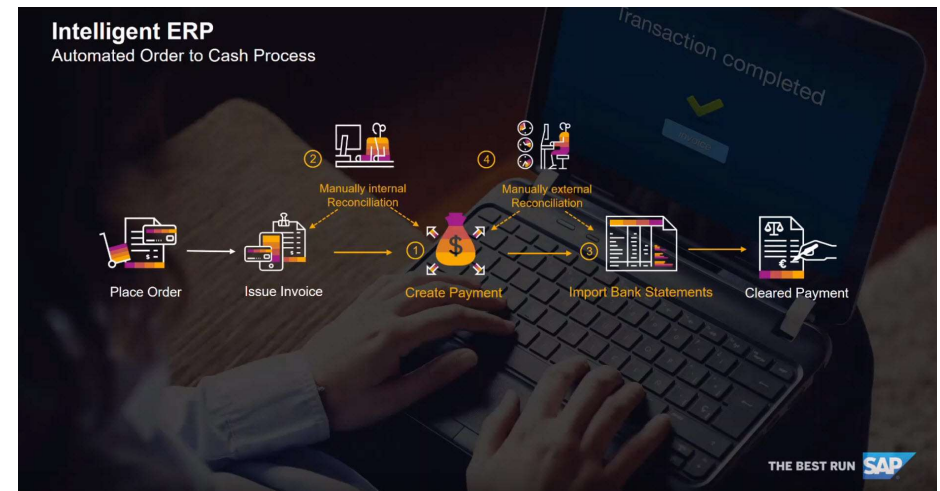 Intelligent ERP
Automated Order to Cash Process
Transaction completed
2
Manually internal
Reconciliation
4
Manually external
Reconciliation
1
$
3
Place Order
Issue Invoice
Create Payment
Import Bank Statements
Cleared Payment
THE BEST RUN SAP